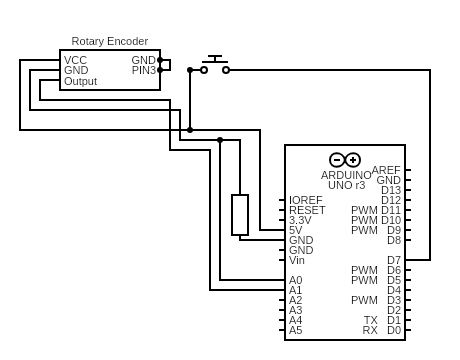 Rotary Encoder
VCC GND
GND PIN3
Output
ARDUINO
UNO r3
AREF
GND
D13
IOREF D12
RESET PWM D11
3.3V PWM D10
5V PWM D9
GND D8
GND
Vin D7
PWM D6
A0 PWM D5
A1 D4
A2 PWM D3
A3 D2
A4 TX D1
A5 RX D0